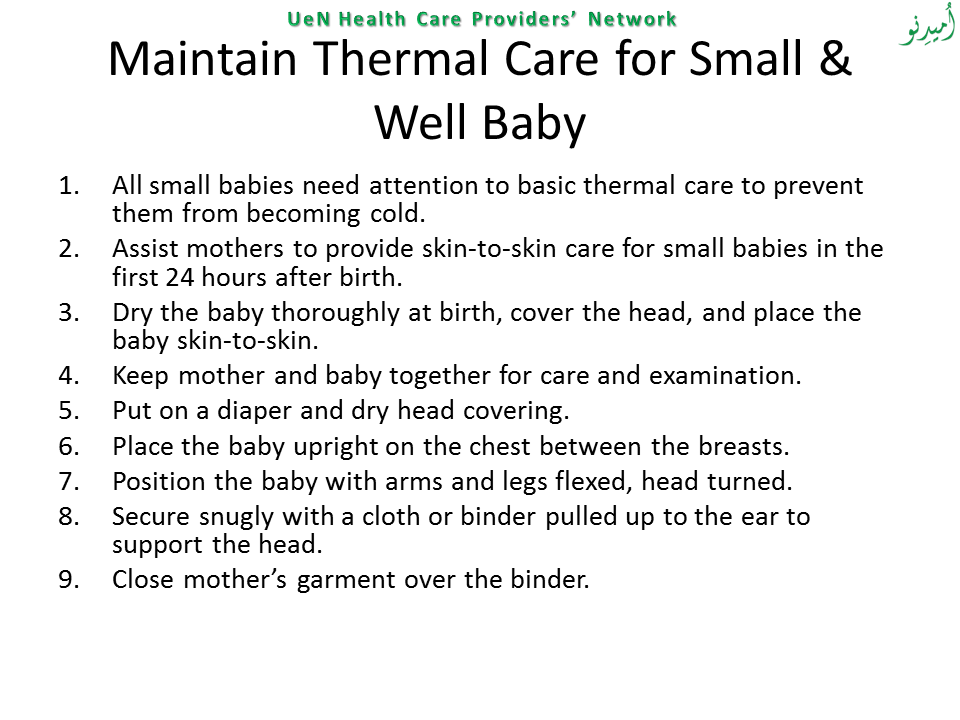 UeN Health Care Providers’ Network
اُمیدِنو
Maintain Thermal Care for Small &
Well Baby
1. All small babies need attention to basic thermal care to prevent
them from becoming cold.
2. Assist mothers to provide skin-to-skin care for small babies in the
first 24 hours after birth.
3. Dry the baby thoroughly at birth, cover the head, and place the
baby skin-to-skin.
4. Keep mother and baby together for care and examination.
5. Put on a diaper and dry head covering.
6. Place the baby upright on the chest between the breasts.
7. Position the baby with arms and legs flexed, head turned.
8. Secure snugly with a cloth or binder pulled up to the ear to
support the head.
9. Close mother’s garment over the binder.